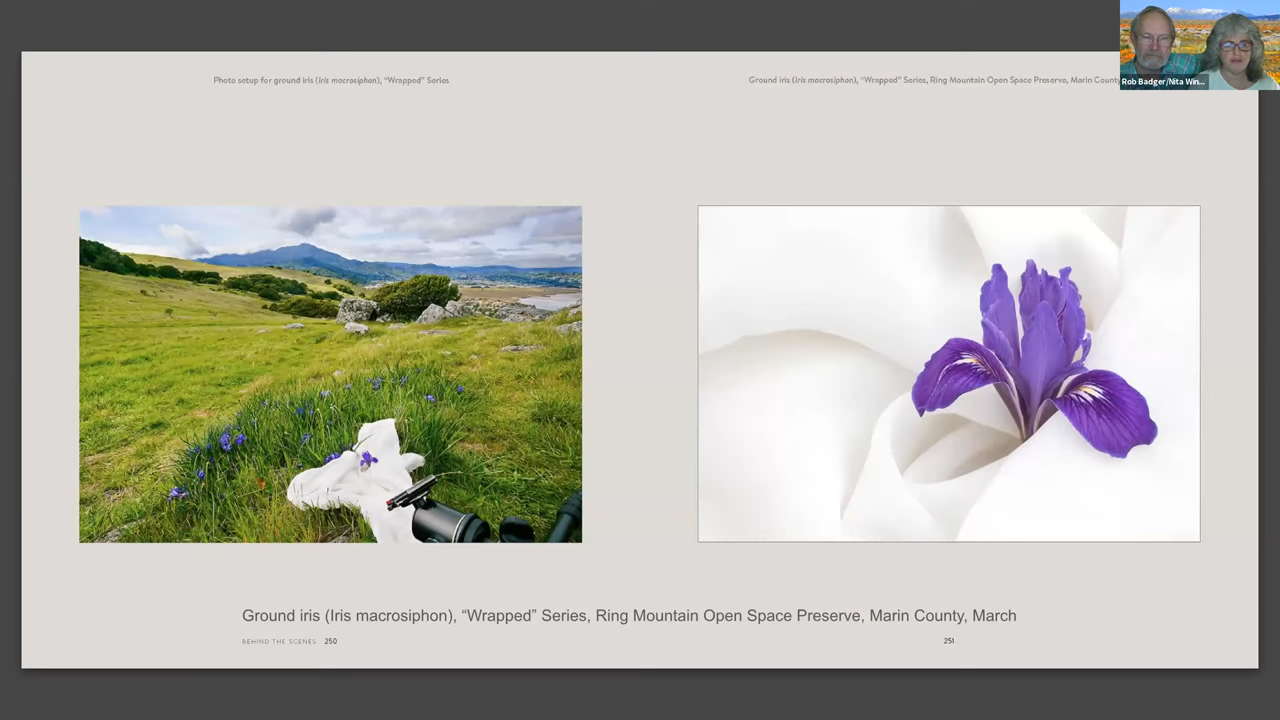 Photo setup for ground iris (Iris macrosiphon), “Wrapped” Series
Ground iris (Iris macrosiphon), “Wrapped” Series, Ring Mountain Open Space Preserve, Marin County
Rob Badger/Nita Win...
Ground iris (Iris macrosiphon), “Wrapped” Series, Ring Mountain Open Space Preserve, Marin County, March
BEHIND THE SCENES 250
251